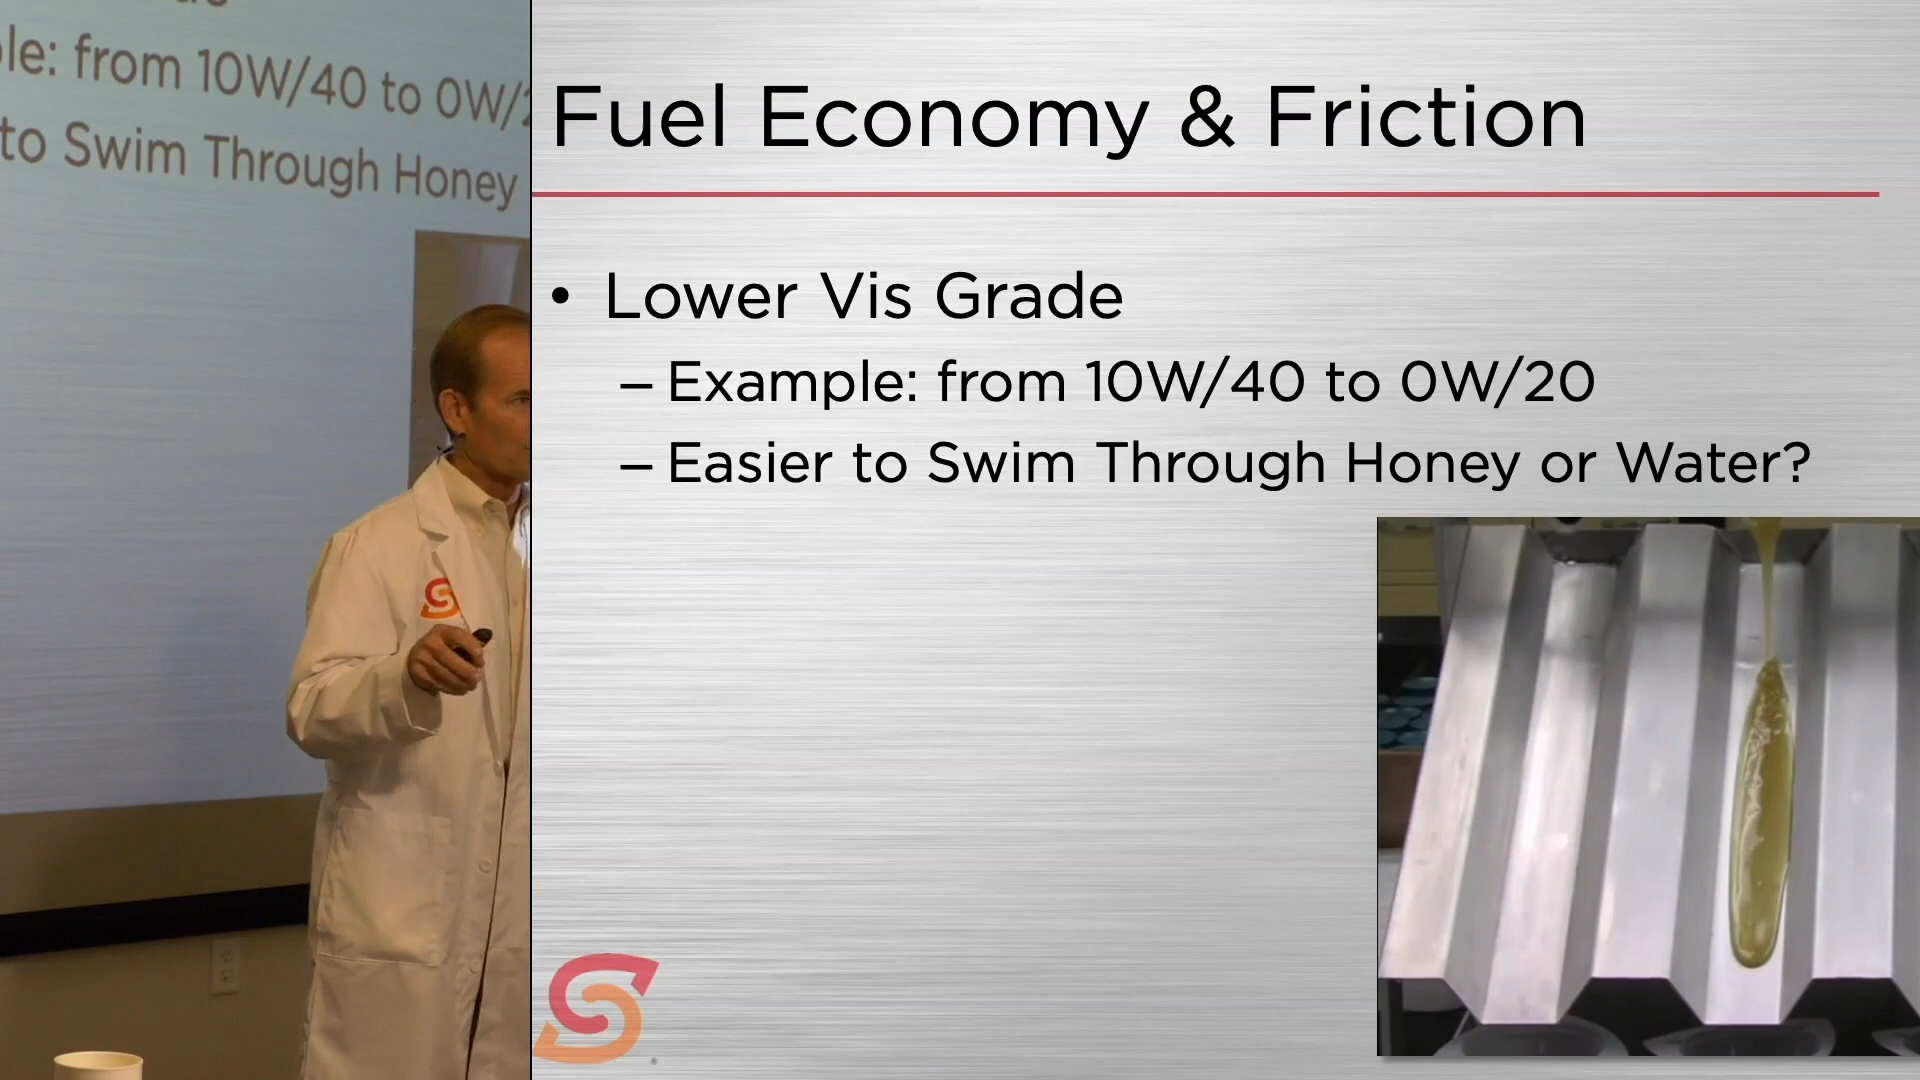 le: from 10W/40 to 0W/
to Swim Through Honey
Fuel Economy & Friction
• Lower Vis Grade
– Example: from 10W/40 to 0W/20
– Easier to Swim Through Honey or Water?